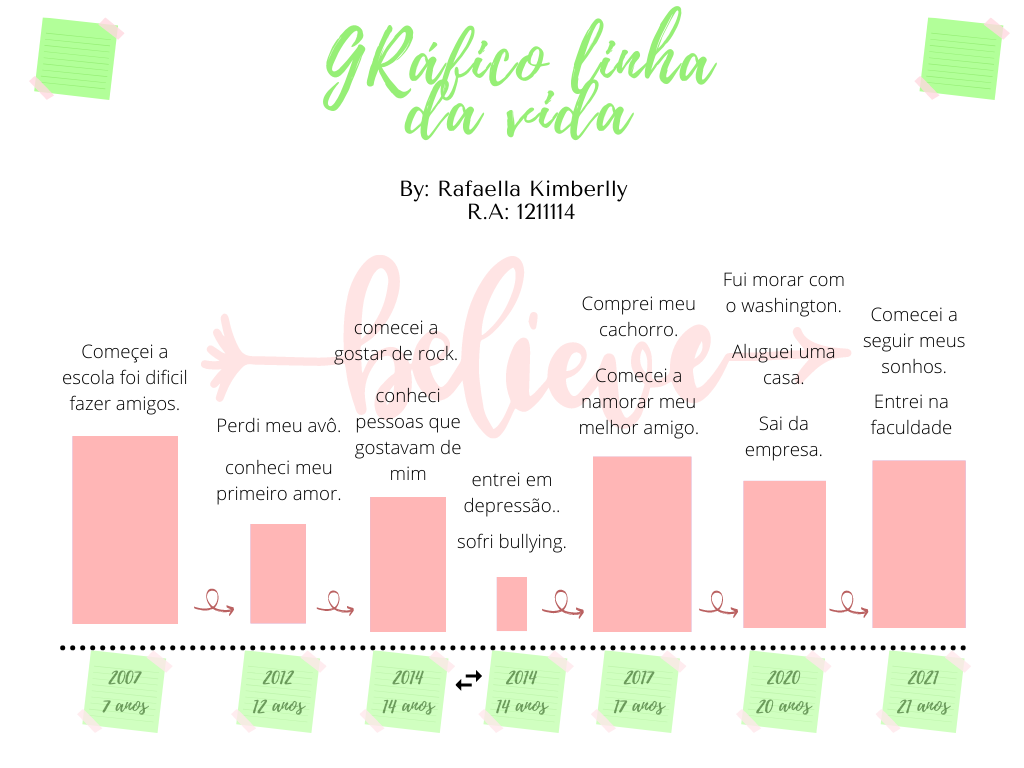 GRáfico linha
da vida
By: Rafaella Kimberlly
R.A: 1211114
believe
Começei a
escola foi dificil
fazer amigos.
Perdi meu avô.
conheci meu
primeiro amor.
comecei a
gostar de rock.
conheci
pessoas que
gostavam de
mim
entrei em
depressão..
sofri bullying.
Comprei meu
cachorro.
Comecei a
namorar meu
melhor amigo.
Fui morar com
o washington.
Aluguei uma
casa.
Sai da
empresa.
Comecei a
seguir meus
sonhos.
Entrei na
faculdade
2007
7 anos
2012
12 anos
2014
14 anos
2014
14 anos
2017
17 anos
2020
20 anos
2021
21 anos